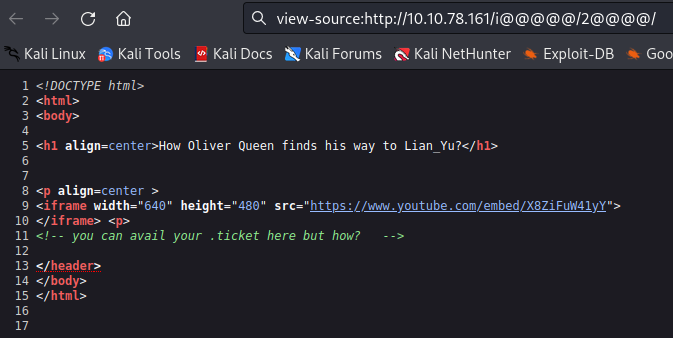 view-source:http://10.10.78.161/i@@@@@/2@@@@/
Kali Linux Kali Tools Kali Docs Kali Forums Kali NetHunter Exploit-DB Goo
1 <!DOCTYPE html>
2 <html>
3 <body>
4
5 <h1 align=center>How Oliver Queen finds his way to Lian_Yu?</h1>
6
7
8 <p align=center >
9 <iframe width="640" height="480" src="https://www.youtube.com/embed/X8ZiFuW41yY">
10 </iframe> <p>
11 <!-- you can avail your .ticket here but how?   -->
12
13 </header>
14 </body>
15 </html>
16
17